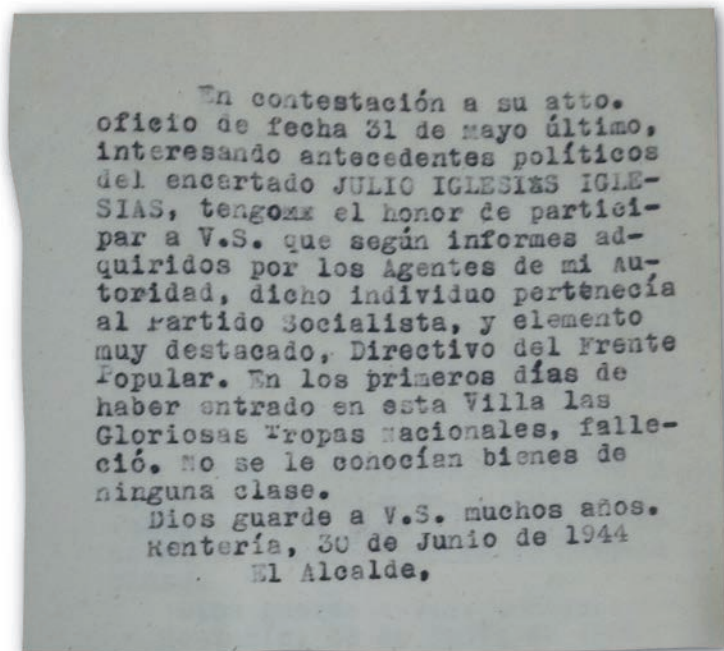 En contestación a su atto.
oficio de fecha 31 de Mayo último,
interesando antecedentes políticos
del encartado JULIO IGLESIAS IGLE-
SIAS, tengo el honor de partici-
par a V.S. que según informes ad-
quiridos por los Agentes de mi Au-
toridad, dicho individuo pertenecía
al Partido Socialista, y elemento
muy destacado, Directivo del Frente
Popular. En los primeros días de
haber entrado en esta Villa las
Gloriosas Tropas Nacionales, falle-
ció. No se le conocían bienes de
ninguna clase.
Dios guarde a V.S. muchos años.
Rentería, 30 de Junio de 1944
El Alcalde,